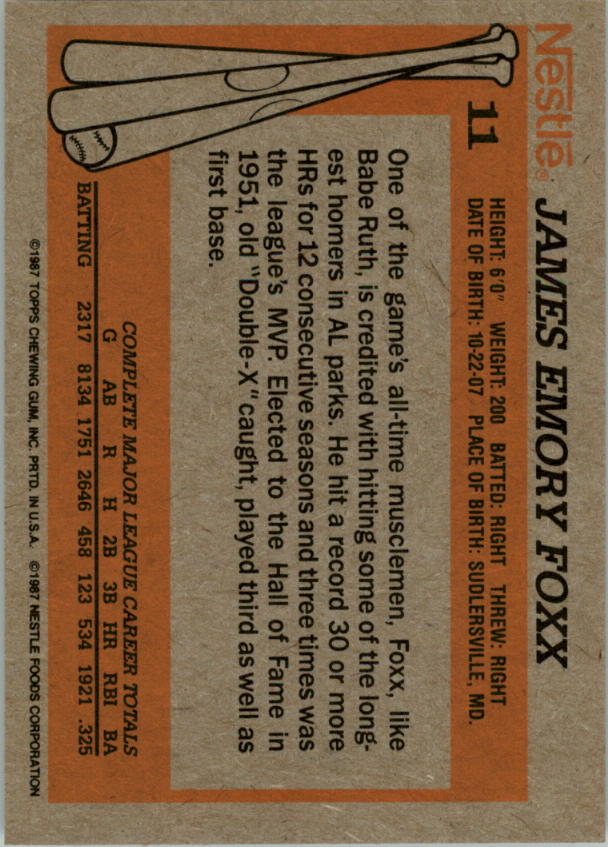 Nestlé®
JAMES EMORY FOXX
11
HEIGHT: 6'0" WEIGHT: 200 BATTED: RIGHT THREW: RIGHT
DATE OF BIRTH: 10-22-07 PLACE OF BIRTH: SUDLERSVILLE, MD.
One of the game's all-time musclemen, Foxx, like
Babe Ruth, is credited with hitting some of the long-
est homers in AL parks. He hit a record 30 or more
HRs for 12 consecutive seasons and three times was
the league's MVP. Elected to the Hall of Fame in
1951, old "Double-X" caught, played third as well as
first base.
COMPLETE MAJOR LEAGUE CAREER TOTALS
G AB R H 2B 3B HR RBI BA
BATTING 2317 8134 1751 2646 458 123 534 1921 .325
©1987 TOPPS CHEWING GUM, INC. PRTD. IN U.S.A. ©1987 NESTLE FOODS CORPORATION